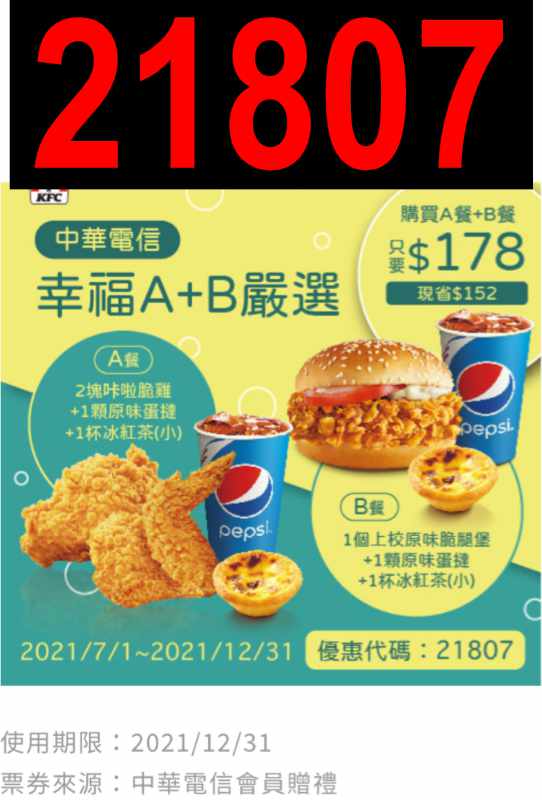 21807
KFC
中華電信
幸福A+B嚴選
購買A餐+B餐
只要$178
現省$152
A餐
2塊咔啦脆雞
+1顆原味蛋撻
+1杯冰紅茶(小)
pepsi
pepsi
B餐
1個上校原味脆腿堡
+1顆原味蛋撻
+1杯冰紅茶(小)
2021/7/1~2021/12/31
優惠代碼：21807
使用期限：2021/12/31
票券來源：中華電信會員贈禮